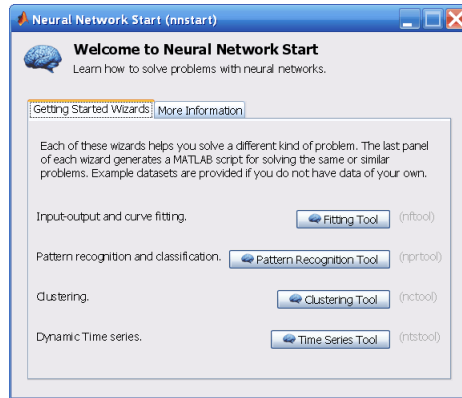 Neural Network Start (nnstart)
Welcome to Neural Network Start
Learn how to solve problems with neural networks.
Getting Started Wizards More Information
Each of these wizards helps you solve a different kind of problem. The last panel
of each wizard generates a MATLAB script for solving the same or similar
problems. Example datasets are provided if you do not have data of your own.
Input-output and curve fitting. Fitting Tool (nftool)
Pattern recognition and classification. Pattern Recognition Tool (nprtool)
Clustering. Clustering Tool (nctool)
Dynamic Time series. Time Series Tool (ntstool)